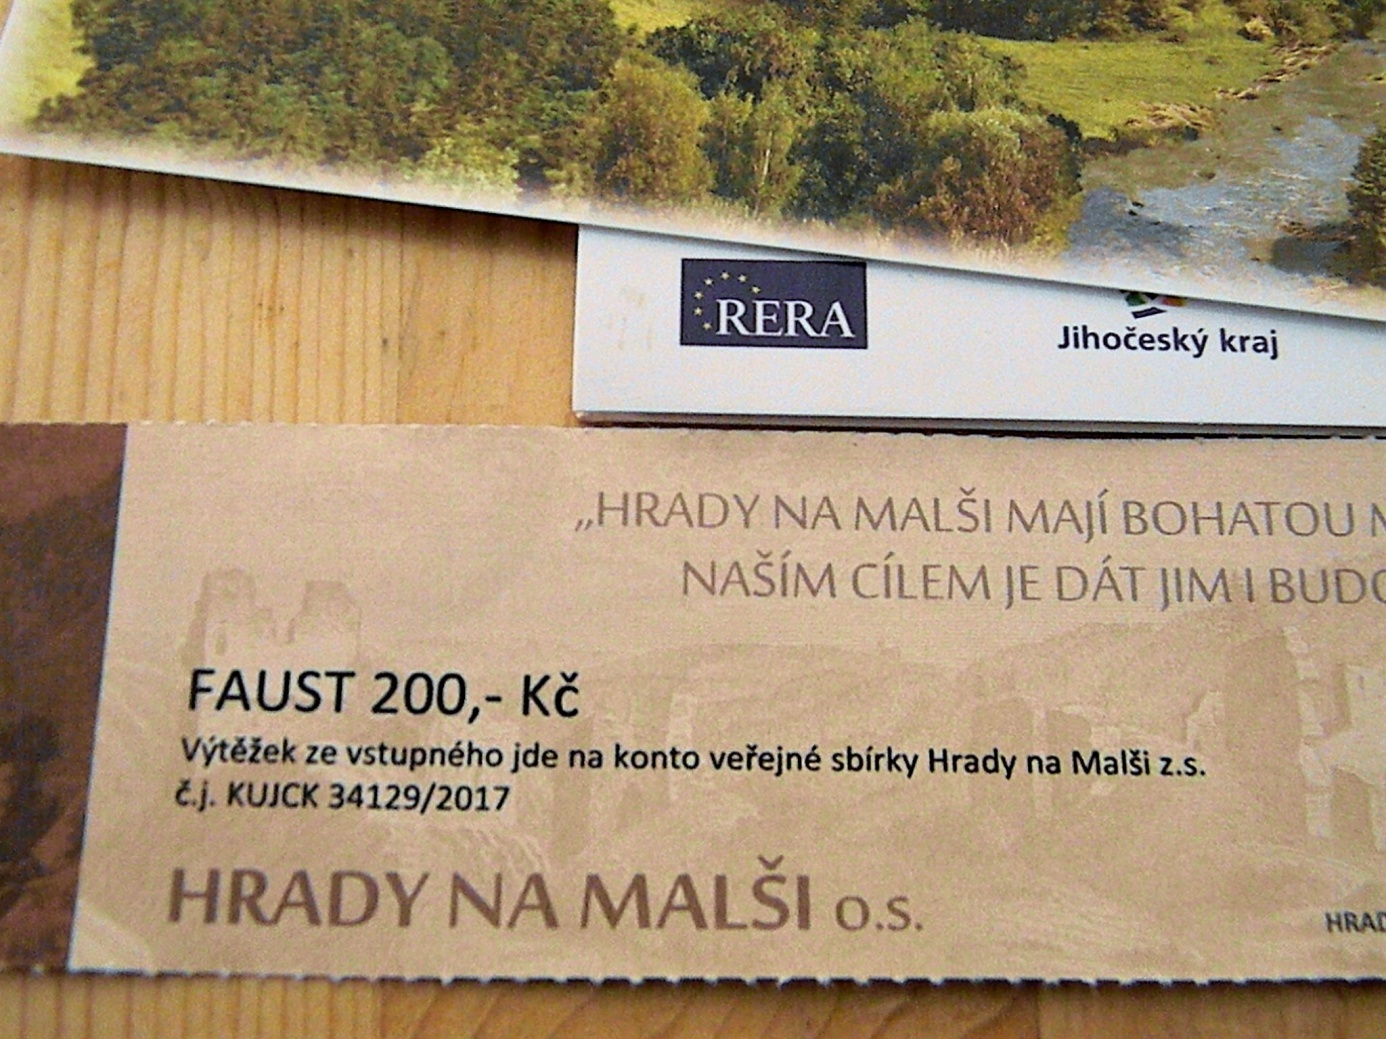 RERA
Jihočeský kraj
„HRADY NA MALŠI MAJÍ BOHATOU
NAŠÍM CÍLEM JE DÁT JIM I
FAUST 200,- Kč
Výtěžek ze vstupného jde na konto veřejné sbírky Hrady na Malši z.s.
č.j. KUJCK 34129/2017
HRADY NA MALŠI o.s.